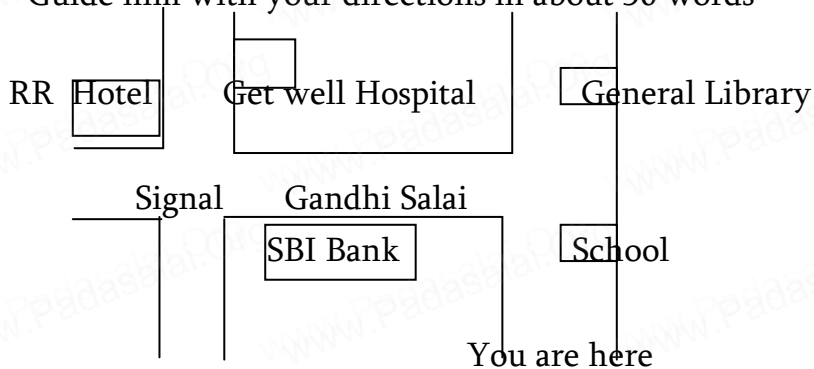 Guide him with your directions in about 50 words
RR Hotel Get well Hospital General Library
Signal Gandhi Salai
SBI Bank School
You are here